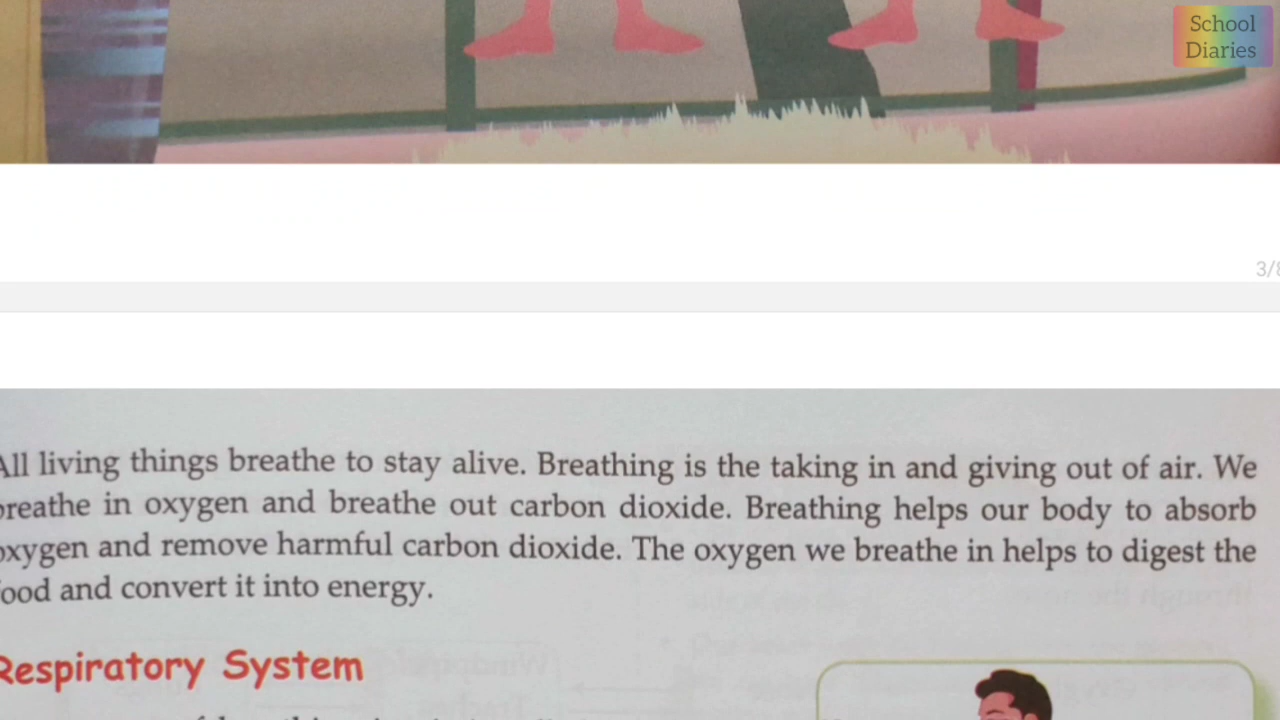 School
Diaries
3/8
All living things breathe to stay alive. Breathing is the taking in and giving out of air. We
breathe in oxygen and breathe out carbon dioxide. Breathing helps our body to absorb
oxygen and remove harmful carbon dioxide. The oxygen we breathe in helps to digest the
food and convert it into energy.
Respiratory System